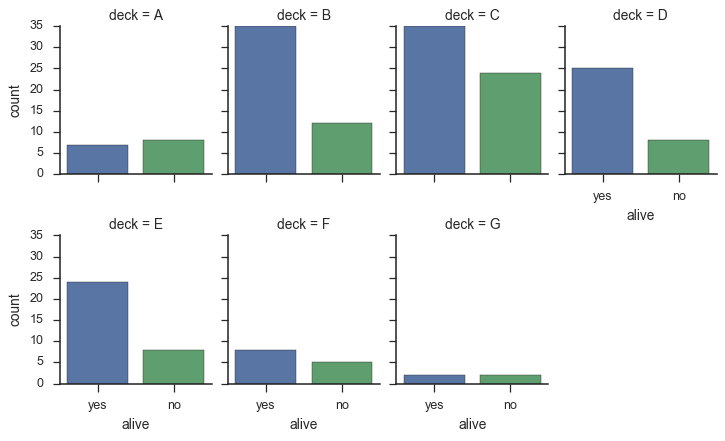 deck = A
deck = B
deck = C
deck = D
35
30
25
20
15
10
5
0
count
yes
no
alive
deck = E
deck = F
deck = G
35
30
25
20
15
10
5
0
count
yes
no
yes
no
yes
no
alive
alive
alive